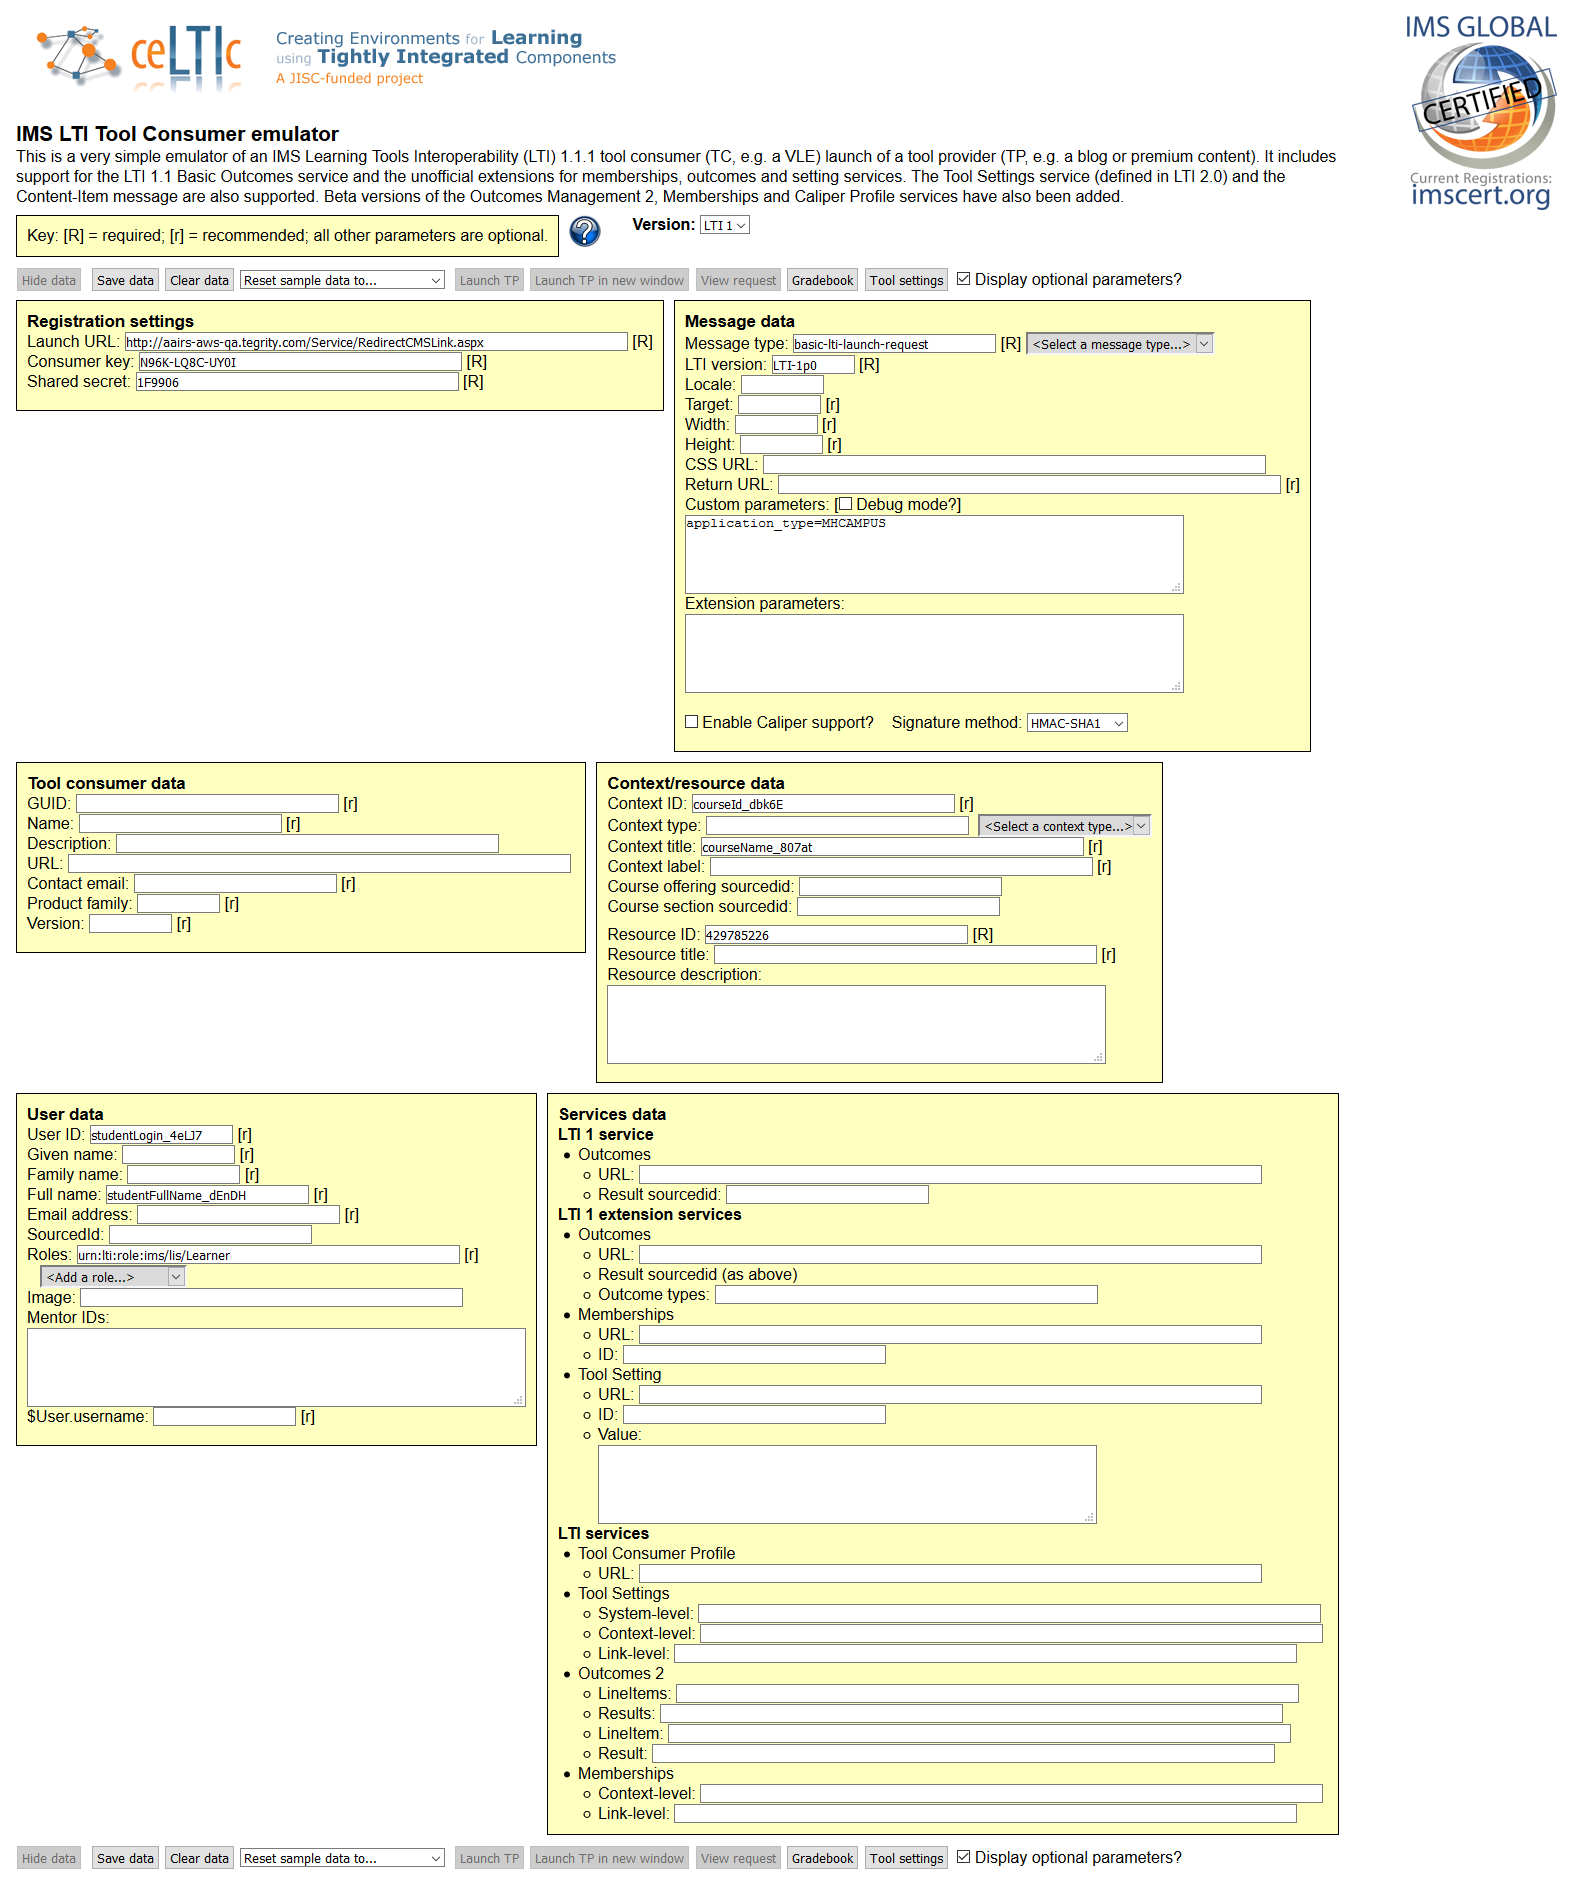 ceLTIc
Creating Environments for Learning
using Tightly Integrated Components
A JISC-funded project
IMS GLOBAL
CERTIFIED
Current Registrations:
imscert.org
IMS LTI Tool Consumer emulator
This is a very simple emulator of an IMS Learning Tools Interoperability (LTI) 1.1.1 tool consumer (TC, e.g. a VLE) launch of a tool provider (TP, e.g. a blog or premium content). It includes
support for the LTI 1.1 Basic Outcomes service and the unofficial extensions for memberships, outcomes and setting services. The Tool Settings service (defined in LTI 2.0) and the
Content-Item message are also supported. Beta versions of the Outcomes Management 2, Memberships and Caliper Profile services have also been added.
Key: [R] = required; [r] = recommended; all other parameters are optional.
? Version: LTI 1
Hide data Save data Clear data Reset sample data to... Launch TP Launch TP in new window View request Gradebook Tool settings Display optional parameters?
Registration settings
Launch URL: http://aairs-aws-qa.tegrity.com/Service/RedirectCMSLink.aspx [R]
Consumer key: N96K-LQ8C-UY0I [R]
Shared secret: 1F9906 [R]
Message data
Message type: basic-lti-launch-request [R] <Select a message type...>
LTI version: LTI-1p0 [R]
Locale:
Target: [r]
Width: [r]
Height: [r]
CSS URL:
Return URL: [r]
Custom parameters: [ Debug mode?]
application_type=MHCAMPUS
Extension parameters:
Enable Caliper support? Signature method: HMAC-SHA1
Tool consumer data
GUID: [r]
Name: [r]
Description:
URL:
Contact email: [r]
Product family: [r]
Version: [r]
Context/resource data
Context ID: courseId_dbk6E [r]
Context type: <Select a context type...>
Context title: courseName_807at [r]
Context label: [r]
Course offering sourcedid:
Course section sourcedid:
Resource ID: 429785226 [R]
Resource title: [r]
Resource description:
User data
User ID: studentLogin_4eLJ7 [r]
Given name: [r]
Family name: [r]
Full name: studentFullName_dEnDH [r]
Email address: [r]
SourcedId:
Roles: urn:lti:role:ims/lis/Learner [r]
<Add a role...>
Image:
Mentor IDs:
$User.username: [r]
Services data
LTI 1 service
Outcomes
URL:
Result sourcedid:
LTI 1 extension services
Outcomes
URL:
Result sourcedid (as above)
Outcome types:
Memberships
URL:
ID:
Tool Setting
URL:
ID:
Value:
LTI services
Tool Consumer Profile
URL:
Tool Settings
System-level:
Context-level:
Link-level:
Outcomes 2
LineItems:
Results:
LineItem:
Result:
Memberships
Context-level:
Link-level:
Hide data Save data Clear data Reset sample data to... Launch TP Launch TP in new window View request Gradebook Tool settings Display optional parameters?